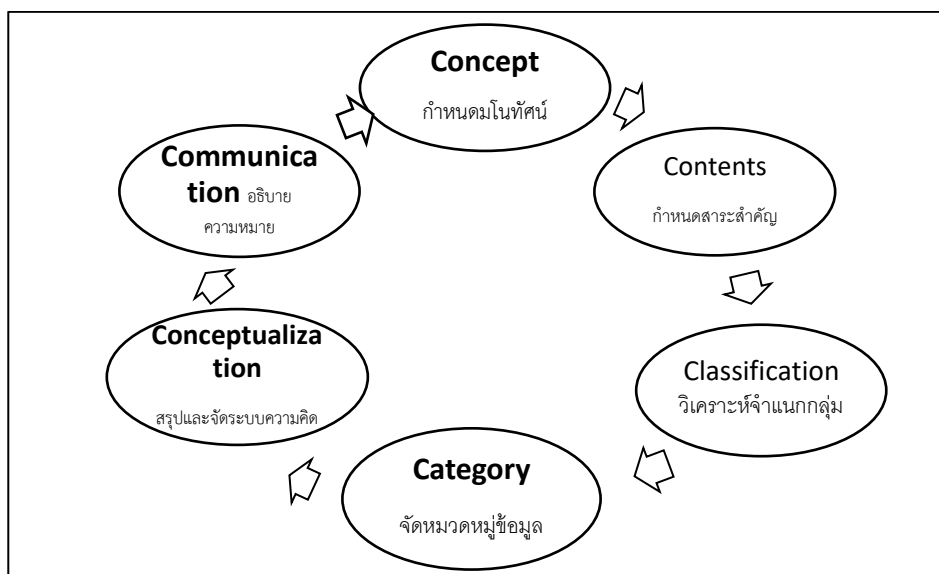 Concept
กำหนดมโนทัศน์
Contents
กำหนดสาระสำคัญ
Classification
วิเคราะห์จำแนกกลุ่ม
Category
จัดหมวดหมู่ข้อมูล
Conceptualiza
tion
สรุปและจัดระบบความคิด
Communica
tion อธิบาย
ความหมาย